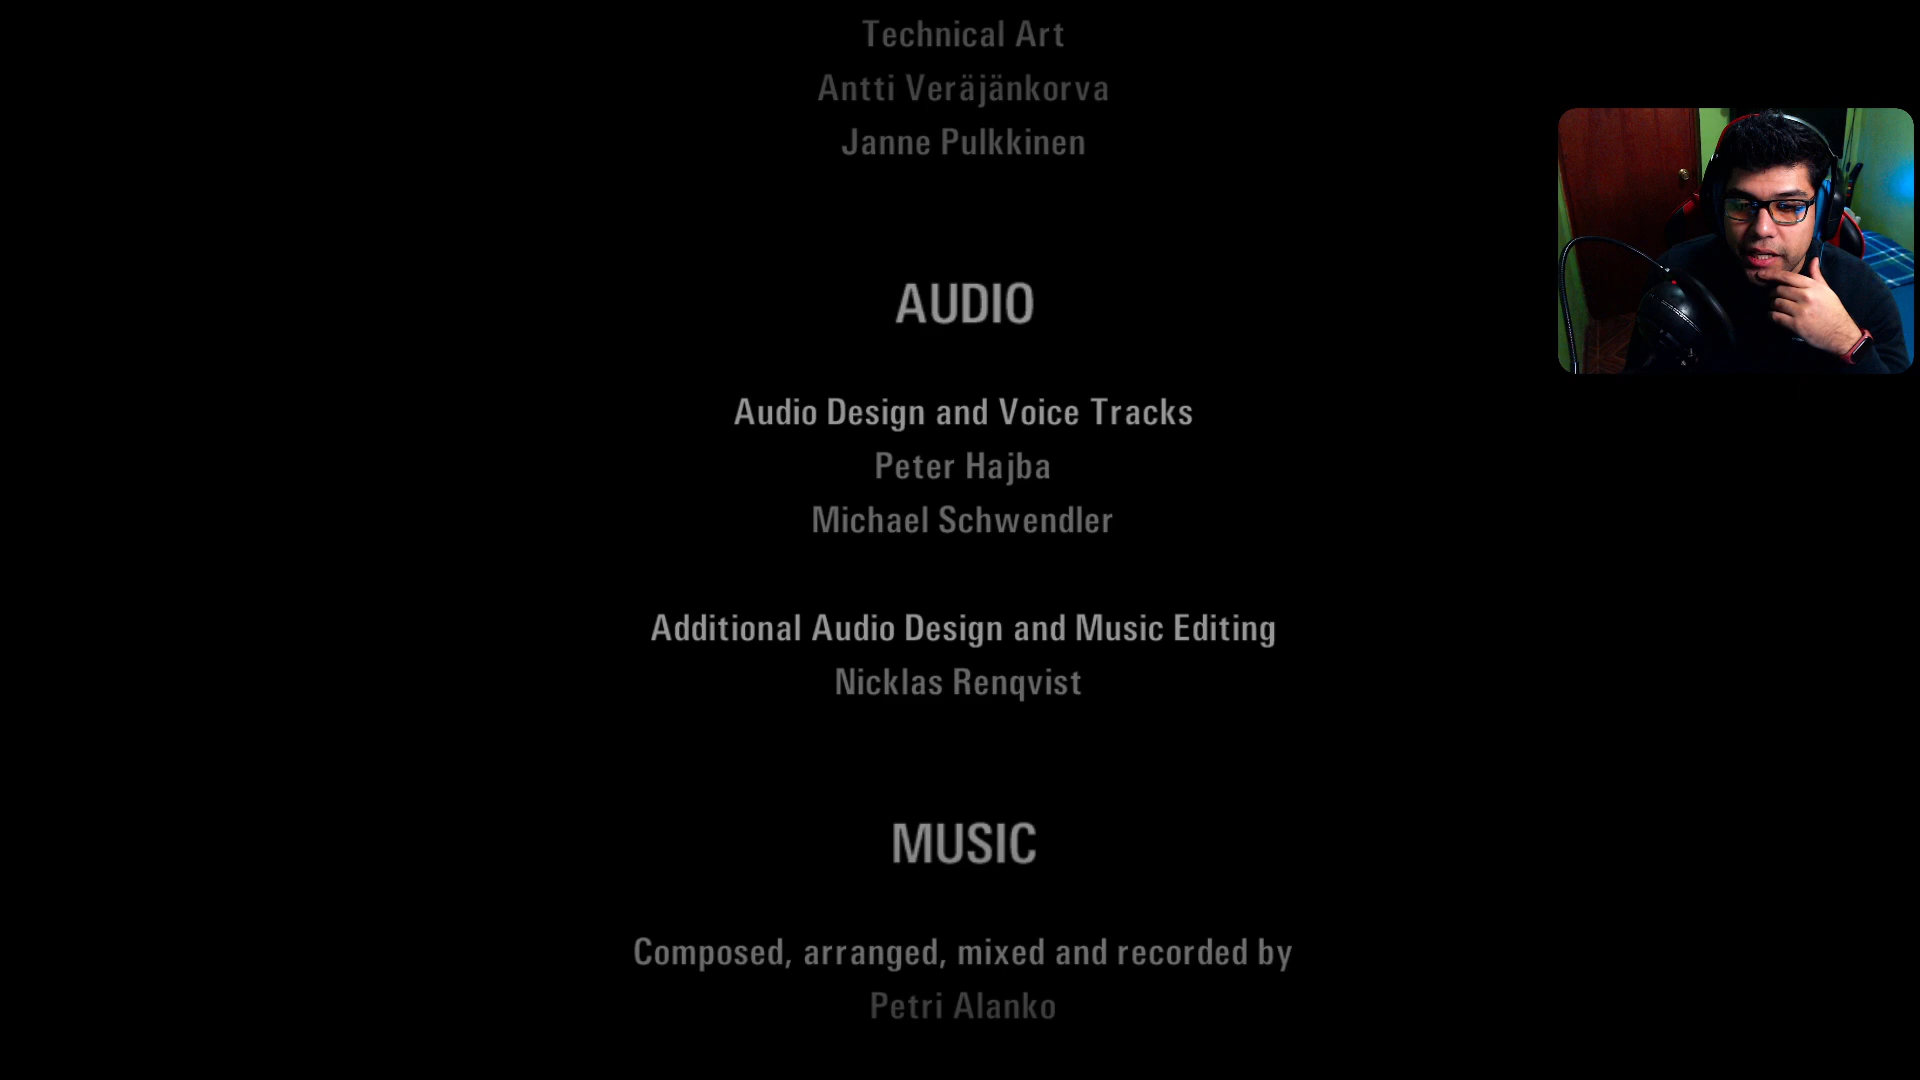 Technical Art
Antti Veräjänkorva
Janne Pulkkinen
AUDIO
Audio Design and Voice Tracks
Peter Hajba
Michael Schwendler
Additional Audio Design and Music Editing
Nicklas Renqvist
MUSIC
Composed, arranged, mixed and recorded by
Petri Alanko